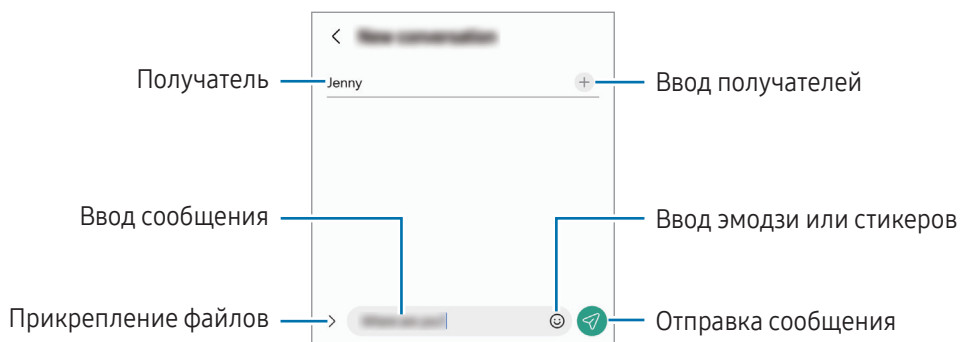 Получатель
Jenny
Ввод получателей
Ввод сообщения
Ввод эмодзи или стикеров
Прикрепление файлов
Отправка сообщения